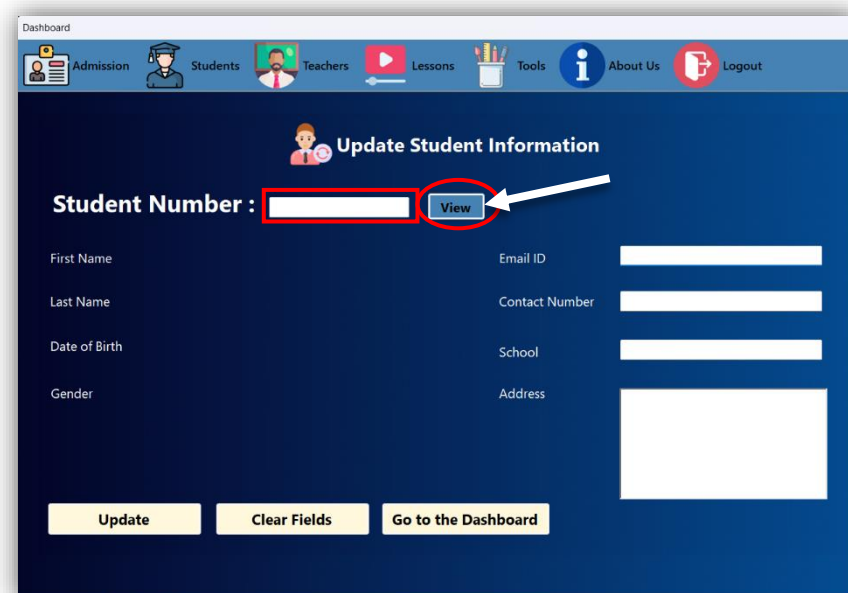 Dashboard
Admission Students Teachers Lessons Tools About Us Logout
Update Student Information
Student Number : View
First Name Email ID
Last Name Contact Number
Date of Birth School
Gender Address
Update Clear Fields Go to the Dashboard